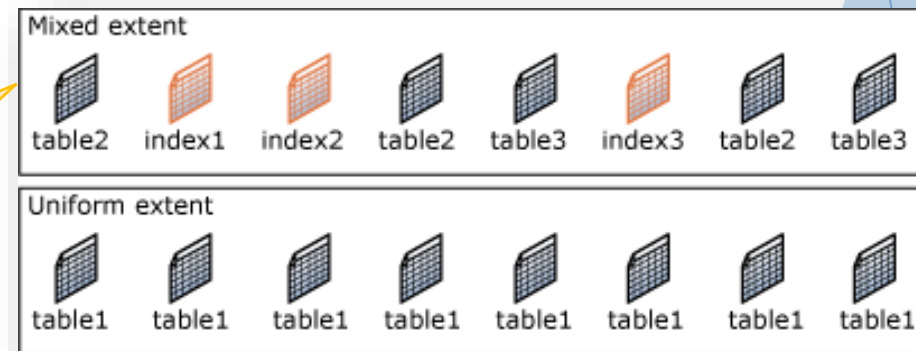 Mixed extent
table2 index1 index2 table2 table3 index3 table2 table3
Uniform extent
table1 table1 table1 table1 table1 table1 table1 table1